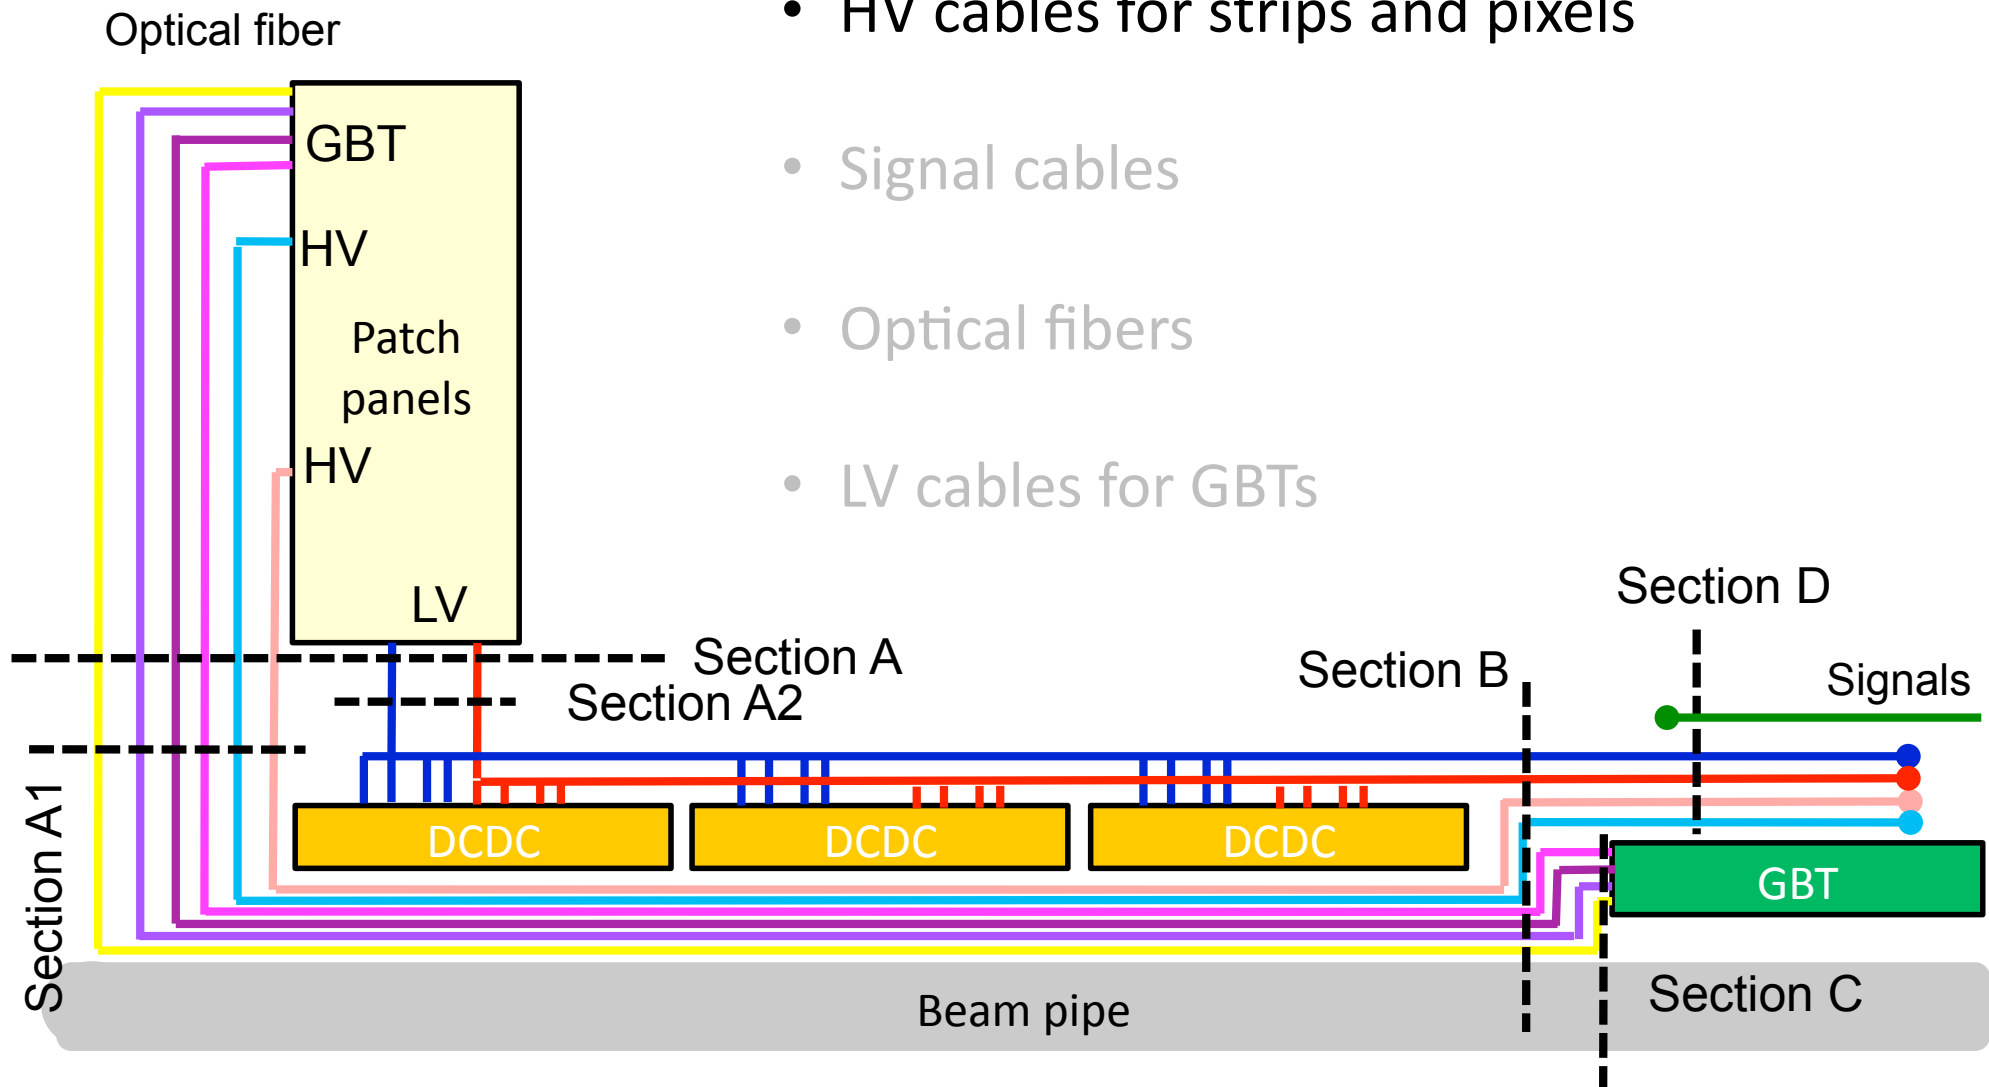 • HV cables for strips and pixels
Optical fiber
GBT
• Signal cables
HV
• Optical fibers
Patch
panels
HV
• LV cables for GBTs
LV
Section D
Section A
Section B
Signals
Section A2
Section A1
DCDC
DCDC
DCDC
GBT
Section C
Beam pipe